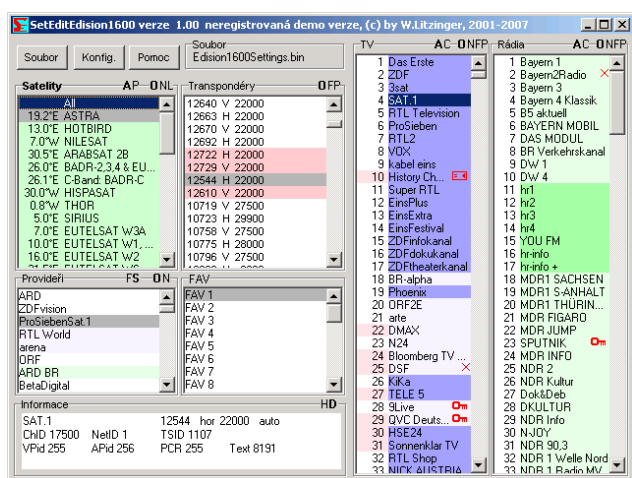 SetEditEdision1600 verze 1.00 neregistrovaná demo verze, (c) by W.Litzinger, 2001-2007
Soubor Konfig. Pomoc
Soubor
Edision1600Settings.bin
Satelity AP ONL
All
19.2°E ASTRA
13.0°E HOTBIRD
7.0°W NILESAT
30.5°E ARABSAT 2B
26.0°E BADR-2,3,4 & EU...
26.1°E C-Band: BADR-C
30.0°W HISPASAT
0.8°W THOR
5.0°E SIRIUS
7.0°E EUTELSAT W3A
10.0°E EUTELSAT W1, ...
16.0°E EUTELSAT W2
Transpondéry OFP
12640 V 22000
12663 H 22000
12670 V 22000
12692 H 22000
12722 H 22000
12729 V 22000
12544 H 22000
12610 V 22000
10719 V 27500
10723 H 29900
10758 V 27500
10775 H 28000
10796 V 27500
Provideři FS ON
ARD
ZDFvision
ProSiebenSat.1
RTL World
arena
ORF
ARD BR
BetaDigital
FAV
FAV 1
FAV 2
FAV 3
FAV 4
FAV 5
FAV 6
FAV 7
FAV 8
Informace HD
SAT.1 12544 hor 22000 auto
ChID 17500 NetID 1 TSID 1107
VPid 255 APid 256 PCR 255 Text 8191
TV AC ONFP
1 Das Erste
2 ZDF
3 3sat
4 SAT.1
5 RTL Television
6 ProSieben
7 RTL2
8 VOX
9 kabel eins
10 History Ch...
11 Super RTL
12 EinsPlus
13 EinsExtra
14 EinsFestival
15 ZDFinfokanal
16 ZDFdokukanal
17 ZDFtheaterkanal
18 BR-alpha
19 Phoenix
20 ORF2E
21 arte
22 DMAX
23 N24
24 Bloomberg TV ...
25 DSF
26 KiKa
27 TELE 5
28 9Live
29 QVC Deuts...
30 HSE24
31 Sonnenklar TV
32 RTL Shop
33 NICK AUSTRIA
Rádia AC ONFP
1 Bayern 1
2 Bayern2Radio
3 Bayern 3
4 Bayern 4 Klassik
5 B5 aktuell
6 BAYERN MOBIL
7 DAS MODUL
8 BR Verkehrskanal
9 DW 1
10 DW 4
11 hr1
12 hr2
13 hr3
14 hr4
15 YOU FM
16 hr-info
17 hr-info +
18 MDR1 SACHSEN
19 MDR1 S-ANHALT
20 MDR1 THÜRIN...
21 MDR FIGARO
22 MDR JUMP
23 SPUTNIK
24 MDR INFO
25 NDR 2
26 NDR Kultur
27 Dok&Deb
28 DKULTUR
29 NDR Info
30 N-JOY
31 NDR 90,3
32 NDR 1 Welle Nord
33 NDR 1 Radio MV